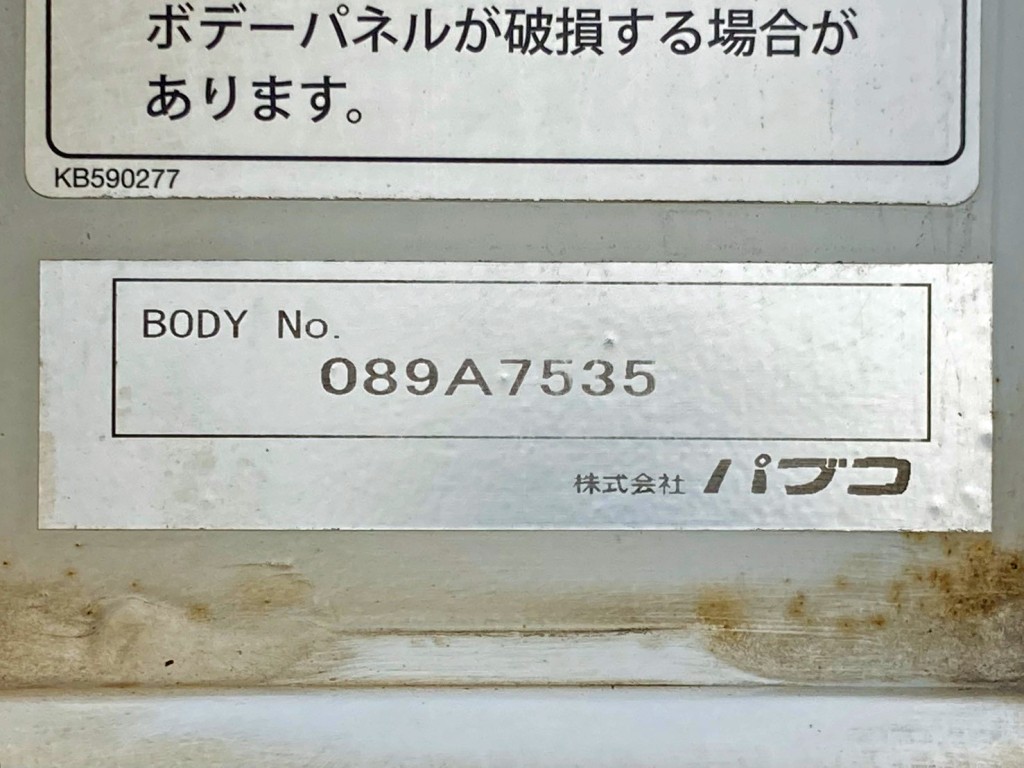 ボデーパネルが破損する場合が
あります。
KB590277
BODY No.
089A7535
株式会社 パブコ